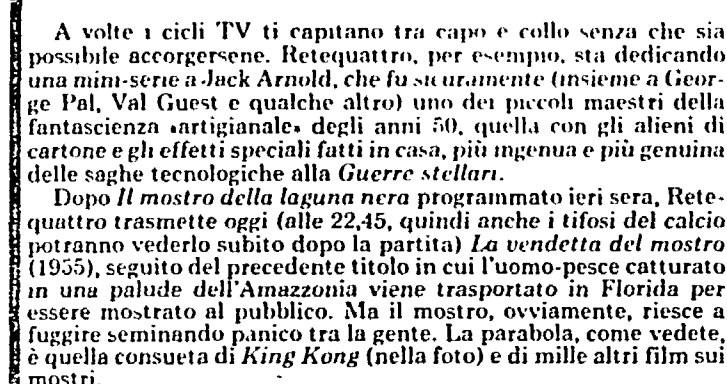 A volte i cicli TV ti capitano tra capo e collo senza che sia
possibile accorgersene. Retequattro, per esempio, sta dedicando
una mini-serie a Jack Arnold, che fu sicuramente (insieme a Geor-
ge Pal, Val Guest e qualche altro) uno dei piccoli maestri della
fantascienza «artigianale» degli anni 50, quella con gli alieni di
cartone e gli effetti speciali fatti in casa, più ingenua e più genuina
delle saghe tecnologiche alla Guerre stellari.
Dopo Il mostro della laguna nera programmato ieri sera, Rete-
quattro trasmette oggi (alle 22,45, quindi anche i tifosi del calcio
potranno vederlo subito dopo la partita) La vendetta del mostro
(1955), seguito del precedente titolo in cui l'uomo-pesce catturato
in una palude dell'Amazzonia viene trasportato in Florida per
essere mostrato al pubblico. Ma il mostro, ovviamente, riesce a
fuggire seminando panico tra la gente. La parabola, come vedete,
è quella consueta di King Kong (nella foto) e di mille altri film sui
mostri.